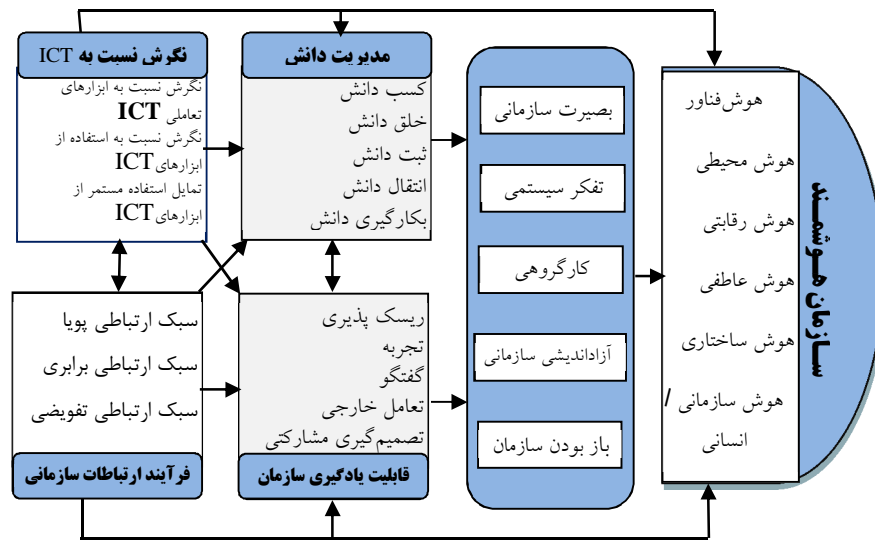 نگرش نسبت به ICT
نگرش نسبت به ابزارهای
تعاملی ICT
نگرش نسبت به استفاده از
ابزارهای ICT
تمایل استفاده مستمر از
ابزارهای ICT
مدیریت دانش
کسب دانش
خلق دانش
ثبت دانش
انتقال دانش
بکارگیری دانش
سبک ارتباطی پویا
سبک ارتباطی برابری
سبک ارتباطی تفویضی
فرآیند ارتباطات سازمانی
ریسک پذیری
تجربه
گفتگو
تعامل خارجی
تصمیم‌گیری مشارکتی
قابلیت یادگیری سازمان
بصیرت سازمانی
تفکر سیستمی
کارگروهی
آزاداندیشی سازمانی
باز بودن سازمان
هوش‌فناور
هوش محیطی
هوش رقابتی
هوش عاطفی
هوش ساختاری
هوش سازمانی /
انسانی
سازمان هوشمند